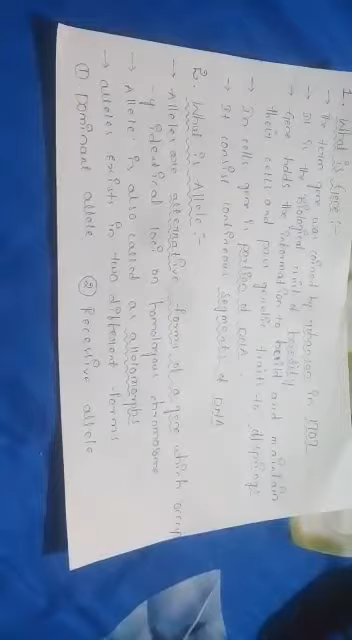 1. What is Gene :-
→ The term gene was coined by Johanson in 1909
→ It is the biological unit of heredity
→ Gene holds the information to build and maintain
their cells and pass genetic traits to offsprings
→ In cells gene is portion of DNA.
→ It consist continuous segments of DNA
2. What is Allele :-
→ Alleles are alternative forms of a gene which
identical loci on homologous chromosome
→ Allele is also called as allelomorphs
→ alleles exists in two different forms
① Dominant allele ② Recessive allele